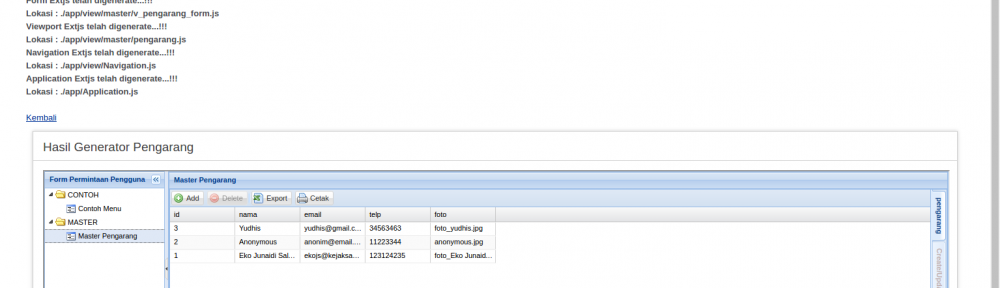 Form Extjs telah digenerate...!!!
Lokasi : ./app/view/master/v_pengarang_form.js
Viewport Extjs telah digenerate...!!!
Lokasi : ./app/view/master/pengarang.js
Navigation Extjs telah digenerate...!!!
Lokasi : ./app/view/Navigation.js
Application Extjs telah digenerate...!!!
Lokasi : ./app/Application.js
Kembali
Hasil Generator Pengarang
Form Permintaan Pengguna
CONTOH
Contoh Menu
MASTER
Master Pengarang
Master Pengarang
Add Delete Export Cetak
id nama email telp foto
3 Yudhis yudhis@gmail.c... 34563463 foto_yudhis.jpg
2 Anonymous anonim@email.... 11223344 anonymous.jpg
1 Eko Junaidi Sal... ekojs@kejaksa... 123124235 foto_Eko Junaid...
pengarang